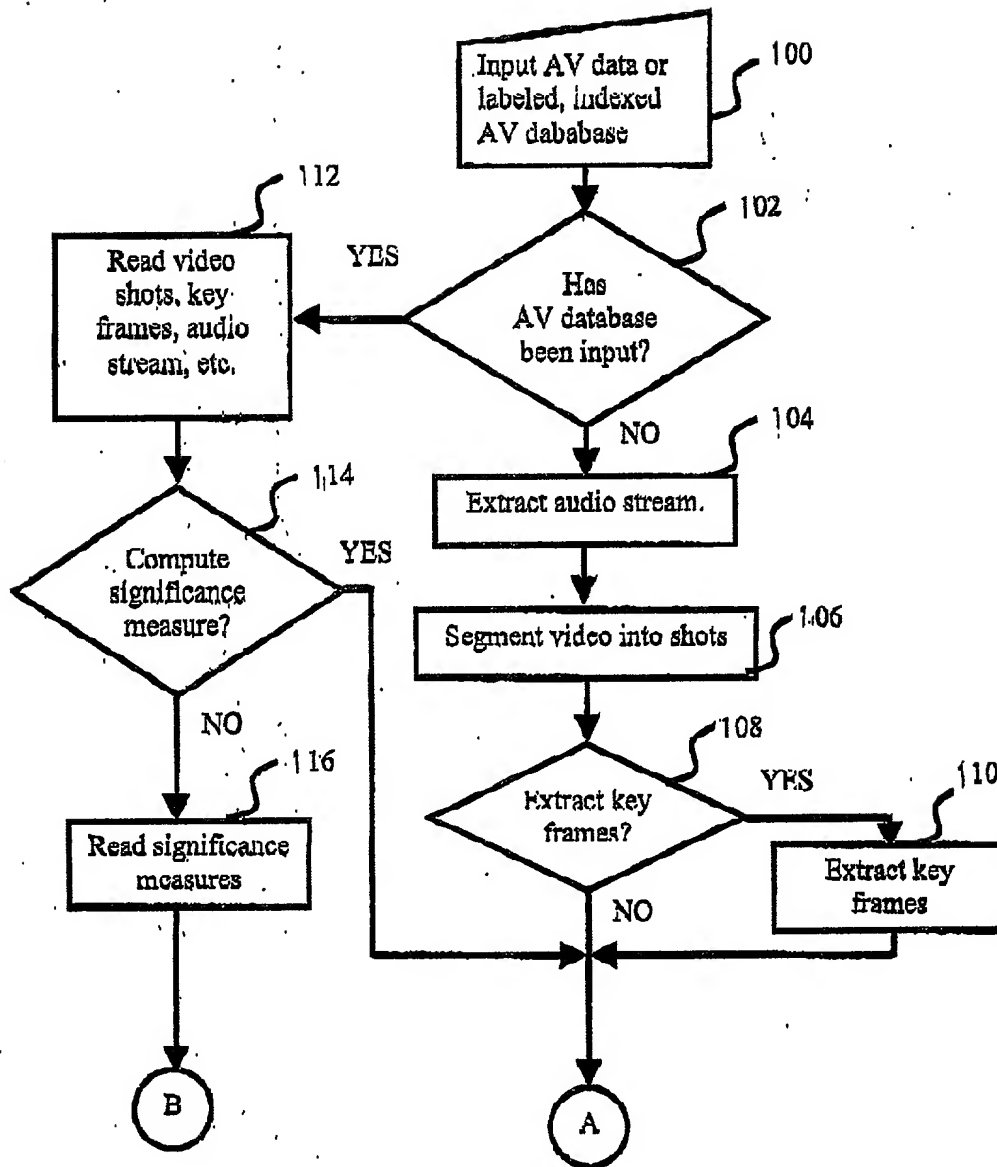 Input AV data or
labeled, indexed
AV dababase
100
102
Has
AV database
been input?
YES
NO
112
Read video
shots, key
frames, audio
stream, etc.
104
Extract audio stream.
114
Compute
significance
measure?
YES
NO
106
Segment video into shots
108
Extract key
frames?
YES
NO
110
Extract key
frames
116
Read significance
measures
B
A